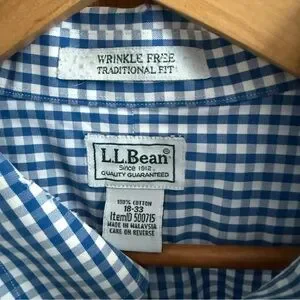 WRINKLE FREE
TRADITIONAL FIT
L.L.Bean®
Since 1912
QUALITY GUARANTEED
100% COTTON
18-33
ItemID 500715
MADE IN MALAYSIA
CARE ON REVERSE